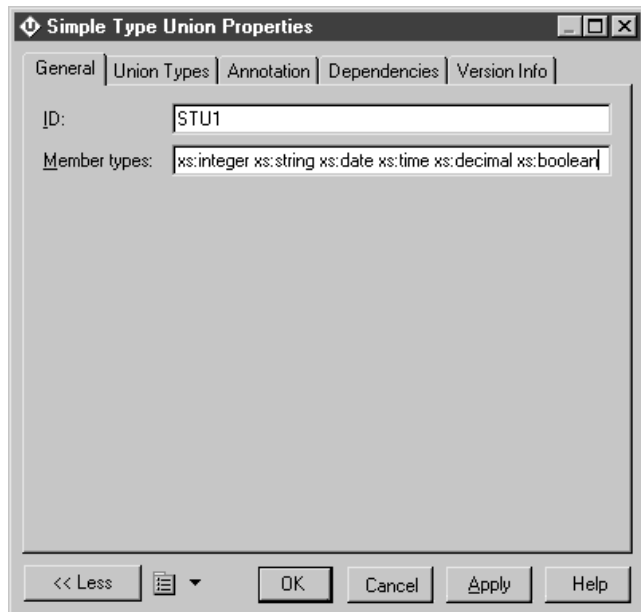 Simple Type Union Properties
General Union Types Annotation Dependencies Version Info
ID: STU1
Member types: xs:integer xs:string xs:date xs:time xs:decimal xs:boolean
<< Less OK Cancel Apply Help